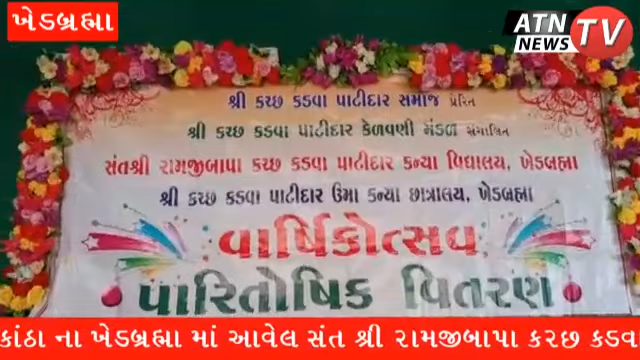 ખેડબ્રહ્મા
ATN NEWS TV
શ્રી કચ્છ કડવા પાટીદાર સમાજ પ્રેરિત
શ્રી કચ્છ કડવા પાટીદાર કેળવણી મંડળ સંચાલિત
સંતશ્રી રામજીબાપા કચ્છ કડવા પાટીદાર કન્યા વિદ્યાલય, ખેડબ્રહ્મા
શ્રી કચ્છ કડવા પાટીદાર ઉમા કન્યા છાત્રાલય, ખેડબ્રહ્મા
વાર્ષિકોત્સવ
પારિતોષિક વિતરણ
કાંઠા ના ખેડબ્રહ્મા માં આવેલ સંત શ્રી રામજીબાપા કરછ કડવ